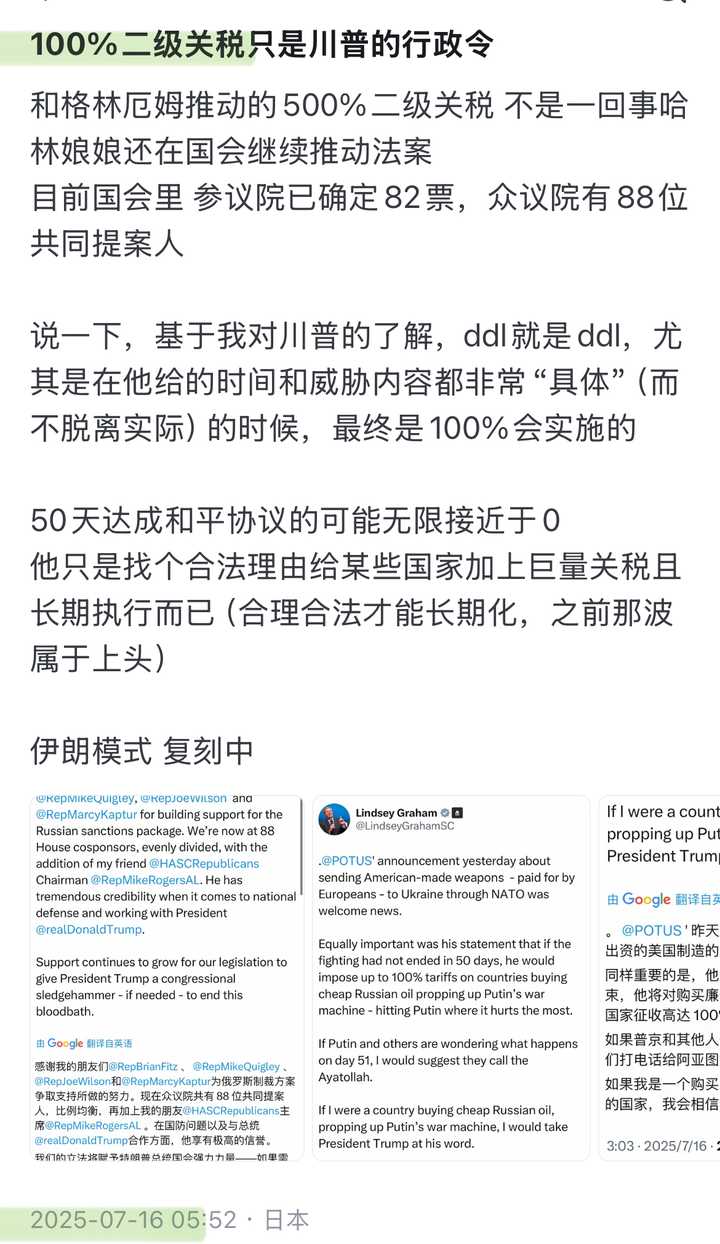 100%二级关税只是川普的行政令
和格林厄姆推动的500%二级关税 不是一回事哈
林娘娘还在国会继续推动法案
目前国会里 参议院已确定82票，众议院有88位
共同提案人
说一下，基于我对川普的了解，ddl就是ddl，尤
其是在他给的时间和威胁内容都非常“具体”（而
不脱离实际）的时候，最终是100%会实施的
50天达成和平协议的可能无限接近于0
他只是找个合法理由给某些国家加上巨量关税且
长期执行而已（合理合法才能长期化，之前那波
属于上头）
伊朗模式 复刻中
@RepMikeQuigley, @RepJoeWilson and
@RepMarcyKaptur for building support for the
Russian sanctions package. We're now at 88
House cosponsors, evenly divided, with the
addition of my friend @HASCRepublicans
Chairman @RepMikeRogersAL. He has
tremendous credibility when it comes to national
defense and working with President
@realDonaldTrump.
Support continues to grow for our legislation to
give President Trump a congressional
sledgehammer - if needed - to end this
bloodbath.
由 Google 翻译自英语
感谢我的朋友们@RepBrianFitz 、 @RepMikeQuigley 、
@RepJoeWilson和@RepMarcyKaptur为俄罗斯制裁方案
争取支持所做的努力。现在众议院共有 88 位共同提案
人，比例均衡，再加上我的朋友@HASCRepublicans主
席@RepMikeRogersAL 。在国防问题以及与总统
@realDonaldTrump合作方面，他享有极高的信誉。
我们的立法将赋予特朗普总统国会强力力量——如果需
Lindsey Graham
@LindseyGrahamSC
.@POTUS' announcement yesterday about
sending American-made weapons - paid for by
Europeans - to Ukraine through NATO was
welcome news.
Equally important was his statement that if the
fighting had not ended in 50 days, he would
impose up to 100% tariffs on countries buying
cheap Russian oil propping up Putin's war
machine - hitting Putin where it hurts the most.
If Putin and others are wondering what happens
on day 51, I would suggest they call the
Ayatollah.
If I were a country buying cheap Russian oil,
propping up Putin's war machine, I would take
President Trump at his word.
If I were a count
propping up Put
President Trump
由 Google 翻译自英
。 @POTUS ' 昨天
出资的美国制造的
同样重要的是，他
束，他将对购买廉
国家征收高达 100
如果普京和其他人
们打电话给阿亚图
如果我是一个购买
的国家，我会相信
3:03 · 2025/7/16 ·
2025-07-16 05:52 · 日本